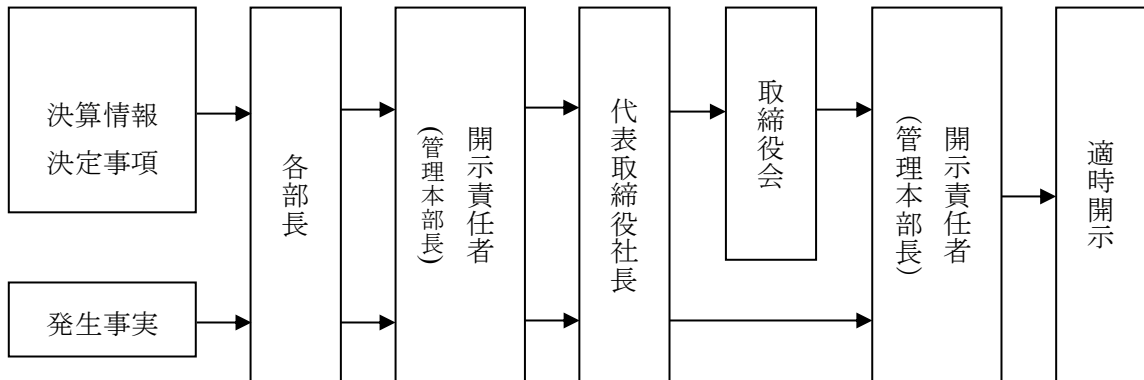 決算情報
決定事項
発生事実
各部長
開示責任者
(管理本部長)
代表取締役社長
取締役会
開示責任者
(管理本部長)
適時開示